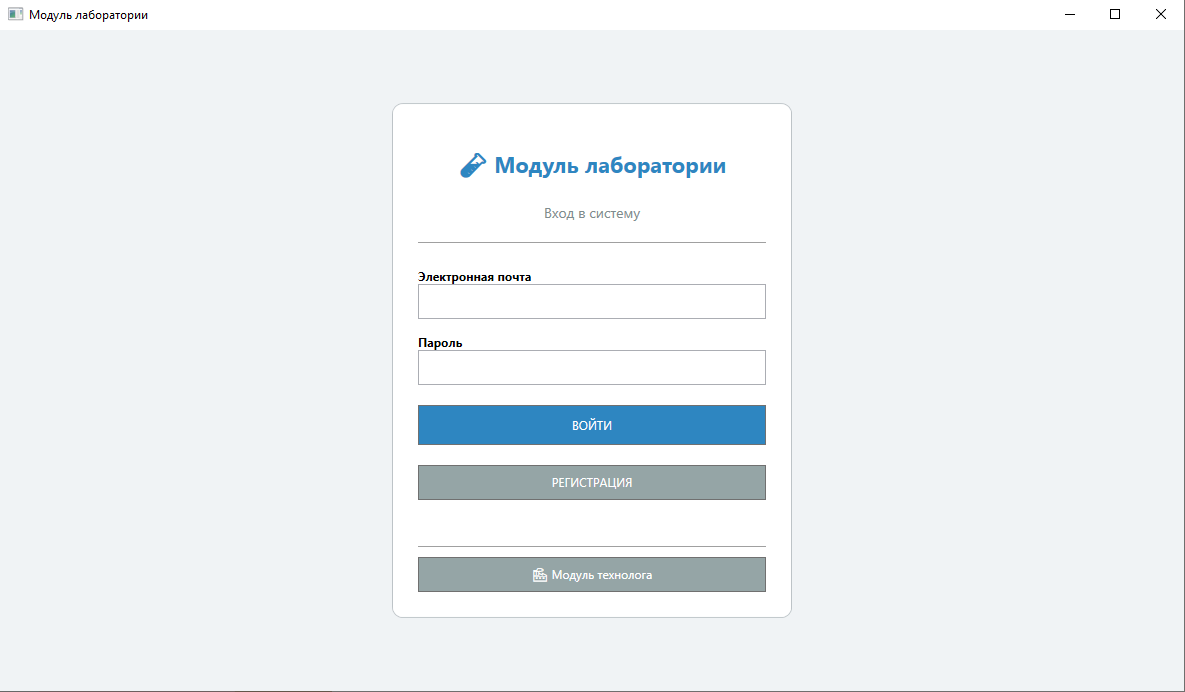 Модуль лаборатории
Модуль лаборатории
Вход в систему
Электронная почта
Пароль
ВОЙТИ
РЕГИСТРАЦИЯ
Модуль технолога